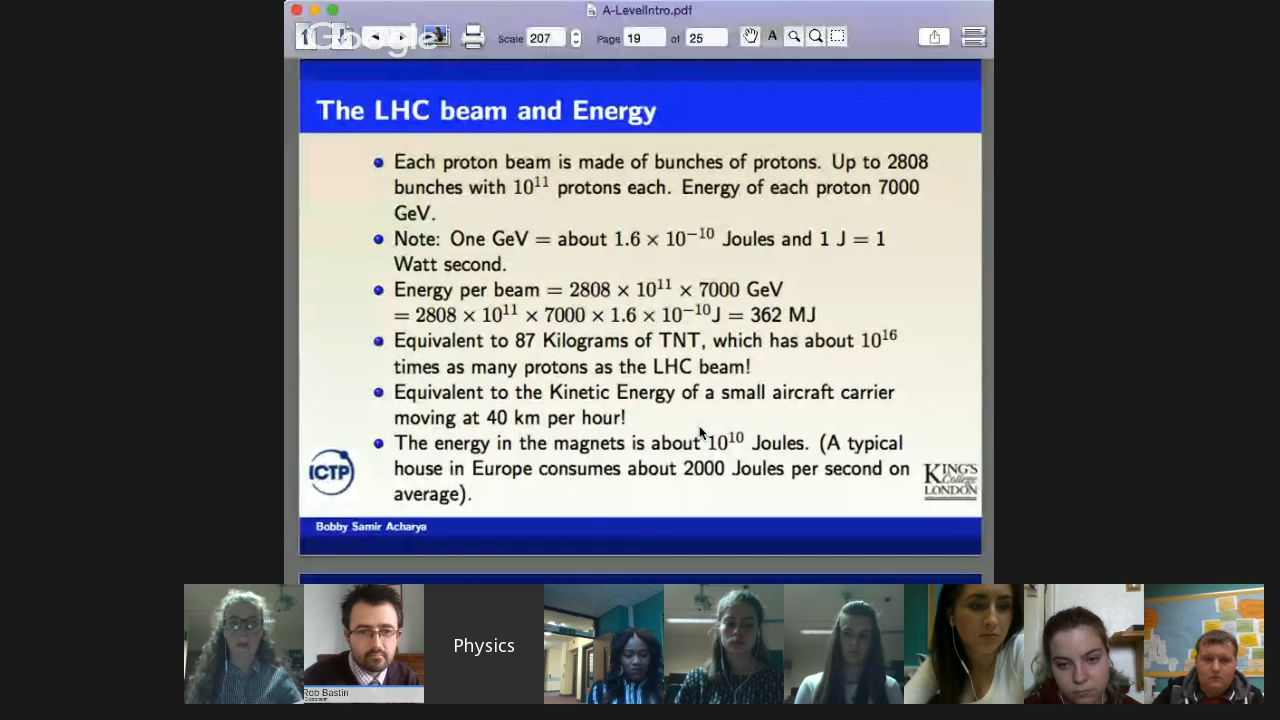 A-LevelIntro.pdf
Google
Scale 207 Page 19 of 25
The LHC beam and Energy
Each proton beam is made of bunches of protons. Up to 2808
bunches with 10¹¹ protons each. Energy of each proton 7000
GeV.
Note: One GeV = about 1.6 × 10⁻¹⁰ Joules and 1 J = 1
Watt second.
Energy per beam = 2808 × 10¹¹ × 7000 GeV
= 2808 × 10¹¹ × 7000 × 1.6 × 10⁻¹⁰J = 362 MJ
Equivalent to 87 Kilograms of TNT, which has about 10¹⁶
times as many protons as the LHC beam!
Equivalent to the Kinetic Energy of a small aircraft carrier
moving at 40 km per hour!
The energy in the magnets is about 10¹⁰ Joules. (A typical
house in Europe consumes about 2000 Joules per second on
average).
ICTP
KING'S
College
LONDON
Bobby Samir Acharya
Physics
Rob Bastin